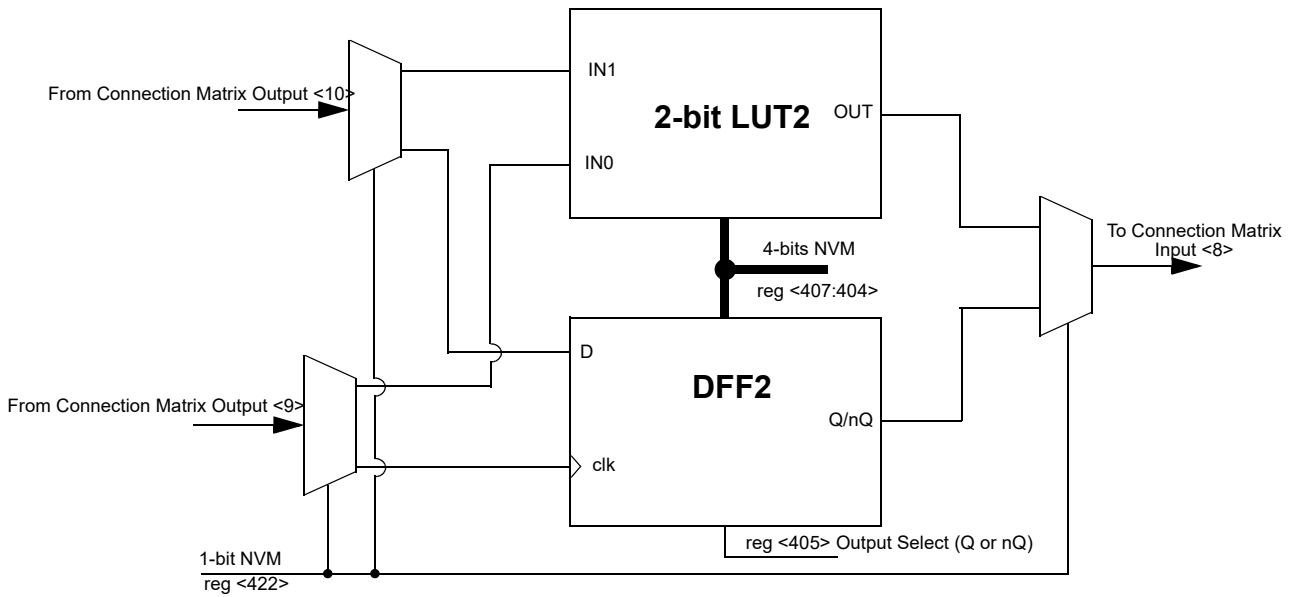 From Connection Matrix Output <10>
IN1
2-bit LUT2
OUT
IN0
To Connection Matrix
Input <8>
4-bits NVM
reg <407:404>
D
DFF2
From Connection Matrix Output <9>
Q/nQ
clk
reg <405> Output Select (Q or nQ)
1-bit NVM
reg <422>